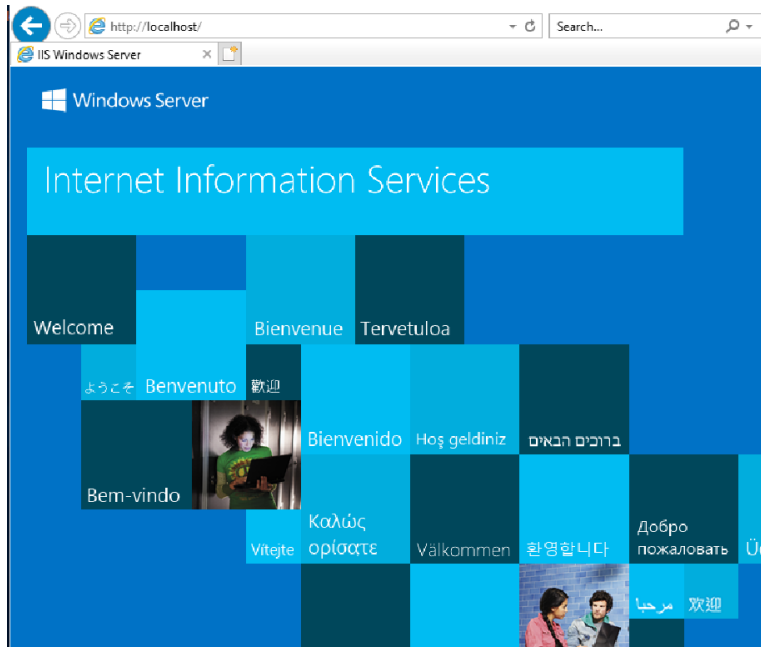 http://localhost/
Search...
IIS Windows Server
Windows Server
Internet Information Services
Welcome
Bienvenue
Tervetuloa
ようこそ
Benvenuto
歡迎
Bienvenido
Hoş geldiniz
ברוכים הבאים
Bem-vindo
Vítejte
Καλώς
ορίσατε
Välkommen
환영합니다
Добро
пожаловать
مرحبا
欢迎